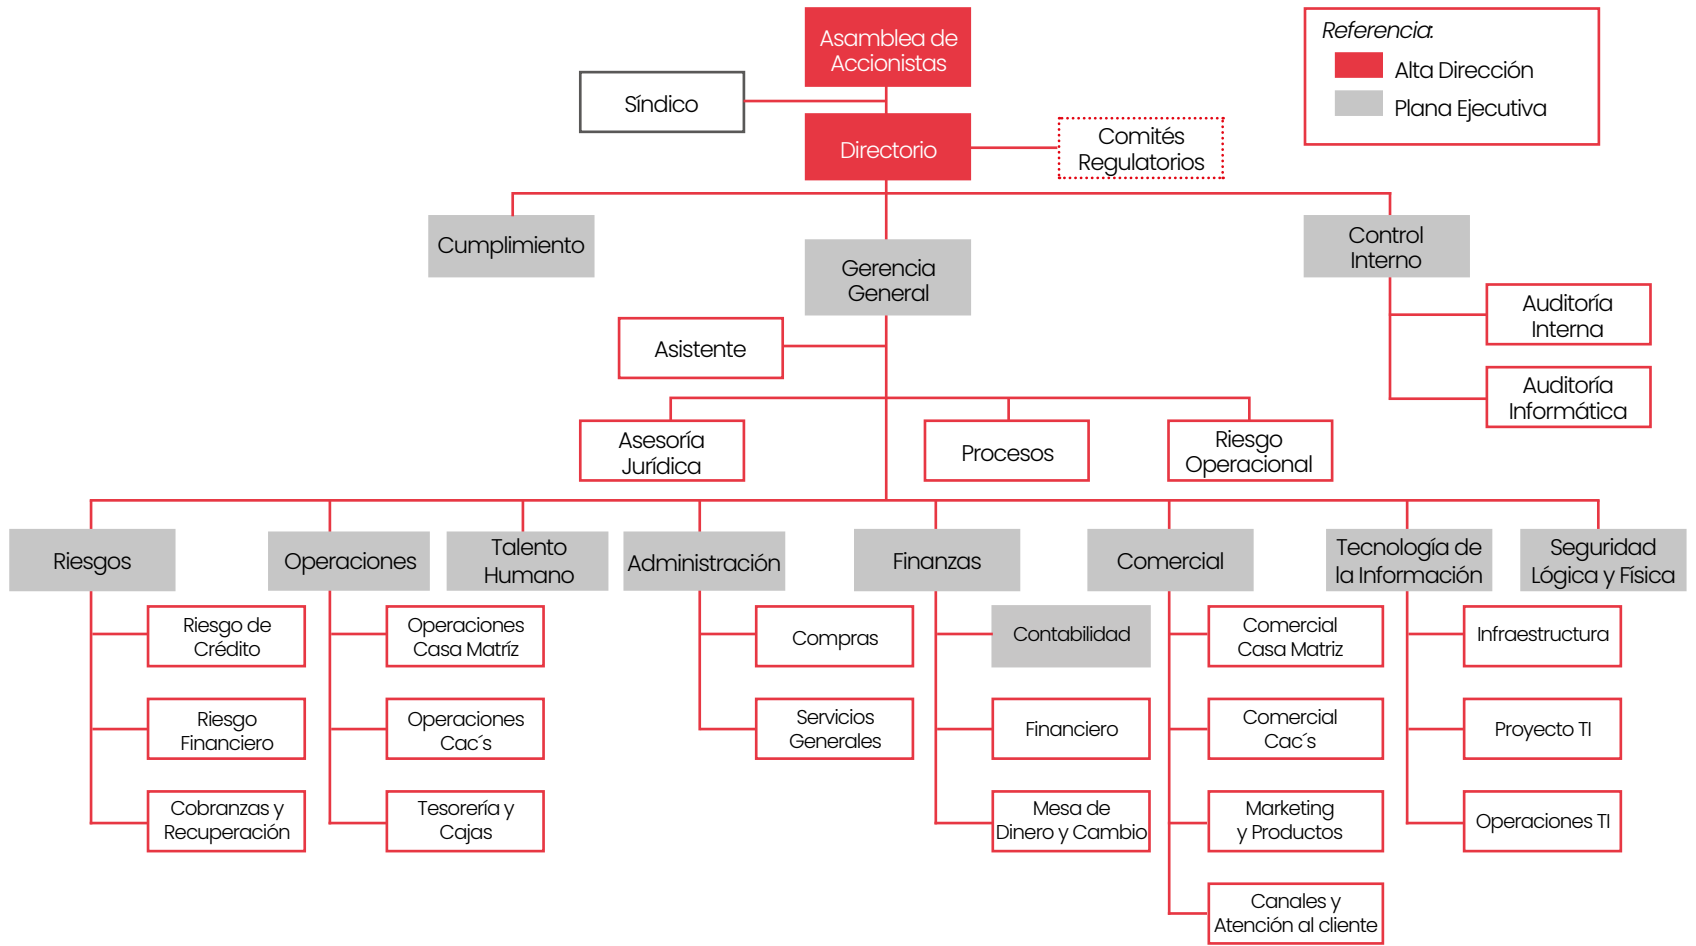 Asamblea de
Accionistas
Referencia:
Alta Dirección
Plana Ejecutiva
Síndico
Directorio
Comités
Regulatorios
Cumplimiento
Gerencia
General
Control
Interno
Auditoría
Interna
Auditoría
Informática
Asistente
Asesoría
Jurídica
Procesos
Riesgo
Operacional
Riesgos
Operaciones
Talento
Humano
Administración
Finanzas
Comercial
Tecnología de
la Información
Seguridad
Lógica y Física
Riesgo de
Crédito
Operaciones
Casa Matríz
Compras
Contabilidad
Comercial
Casa Matriz
Infraestructura
Riesgo
Financiero
Operaciones
Cac´s
Servicios
Generales
Financiero
Comercial
Cac´s
Proyecto TI
Cobranzas y
Recuperación
Tesorería y
Cajas
Mesa de
Dinero y Cambio
Marketing
y Productos
Operaciones TI
Canales y
Atención al cliente